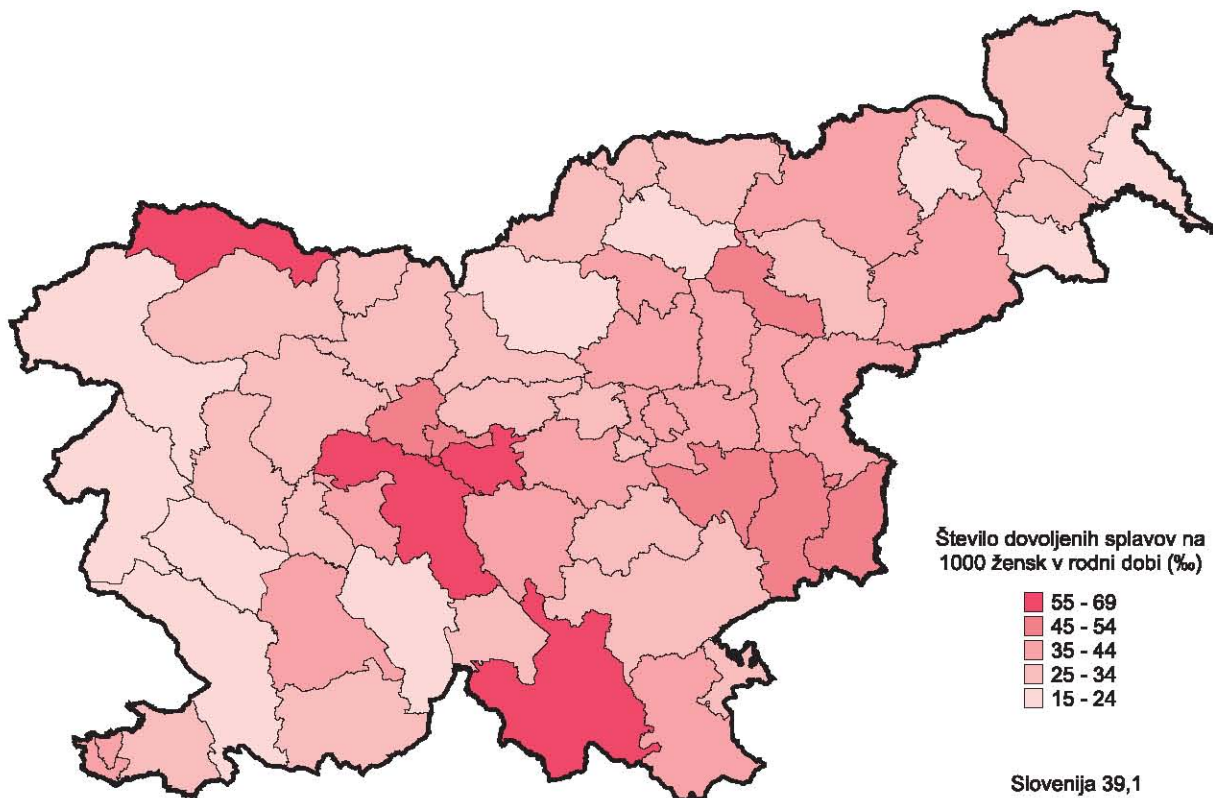 Število dovoljenih splavov na
1000 žensk v rodni dobi (‰)
55 - 69
45 - 54
35 - 44
25 - 34
15 - 24
Slovenija 39,1